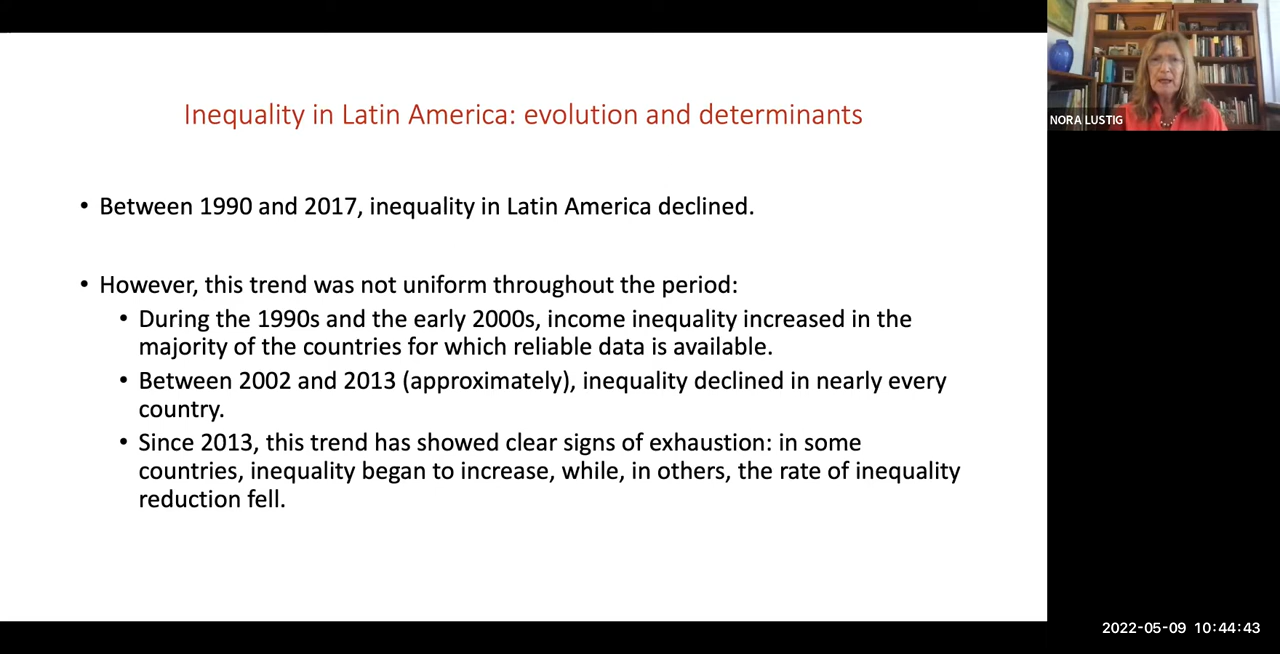 Inequality in Latin America: evolution and determinants
• Between 1990 and 2017, inequality in Latin America declined.
• However, this trend was not uniform throughout the period:
• During the 1990s and the early 2000s, income inequality increased in the
majority of the countries for which reliable data is available.
• Between 2002 and 2013 (approximately), inequality declined in nearly every
country.
• Since 2013, this trend has showed clear signs of exhaustion: in some
countries, inequality began to increase, while, in others, the rate of inequality
reduction fell.
NORA LUSTIG
2022-05-09 10:44:43